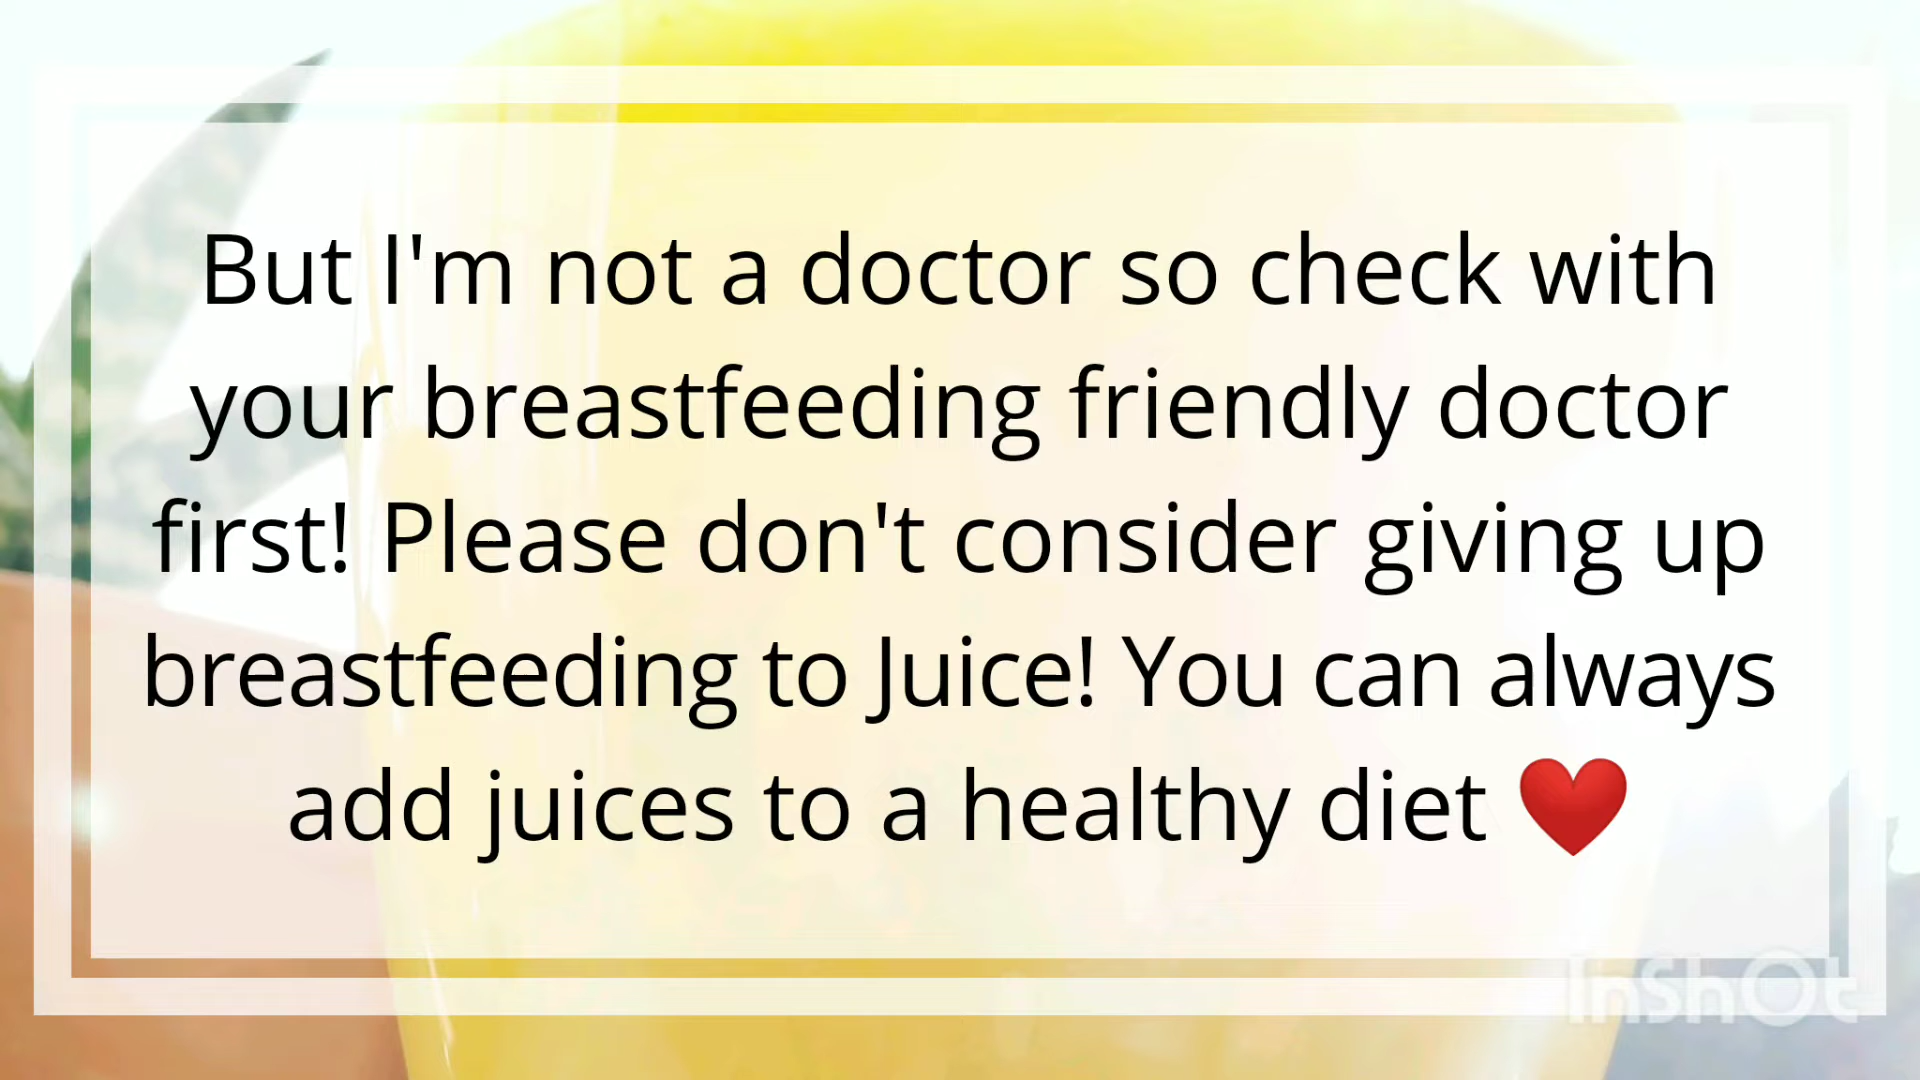 But I'm not a doctor so check with
your breastfeeding friendly doctor
first! Please don't consider giving up
breastfeeding to Juice! You can always
add juices to a healthy diet ❤️
InShOt